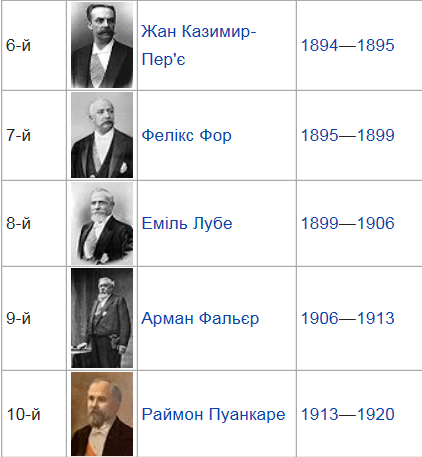 6-й
Жан Казимир-
Пер'є
1894—1895
7-й
Фелікс Фор
1895—1899
8-й
Еміль Лубе
1899—1906
9-й
Арман Фальєр
1906—1913
10-й
Раймон Пуанкаре
1913—1920